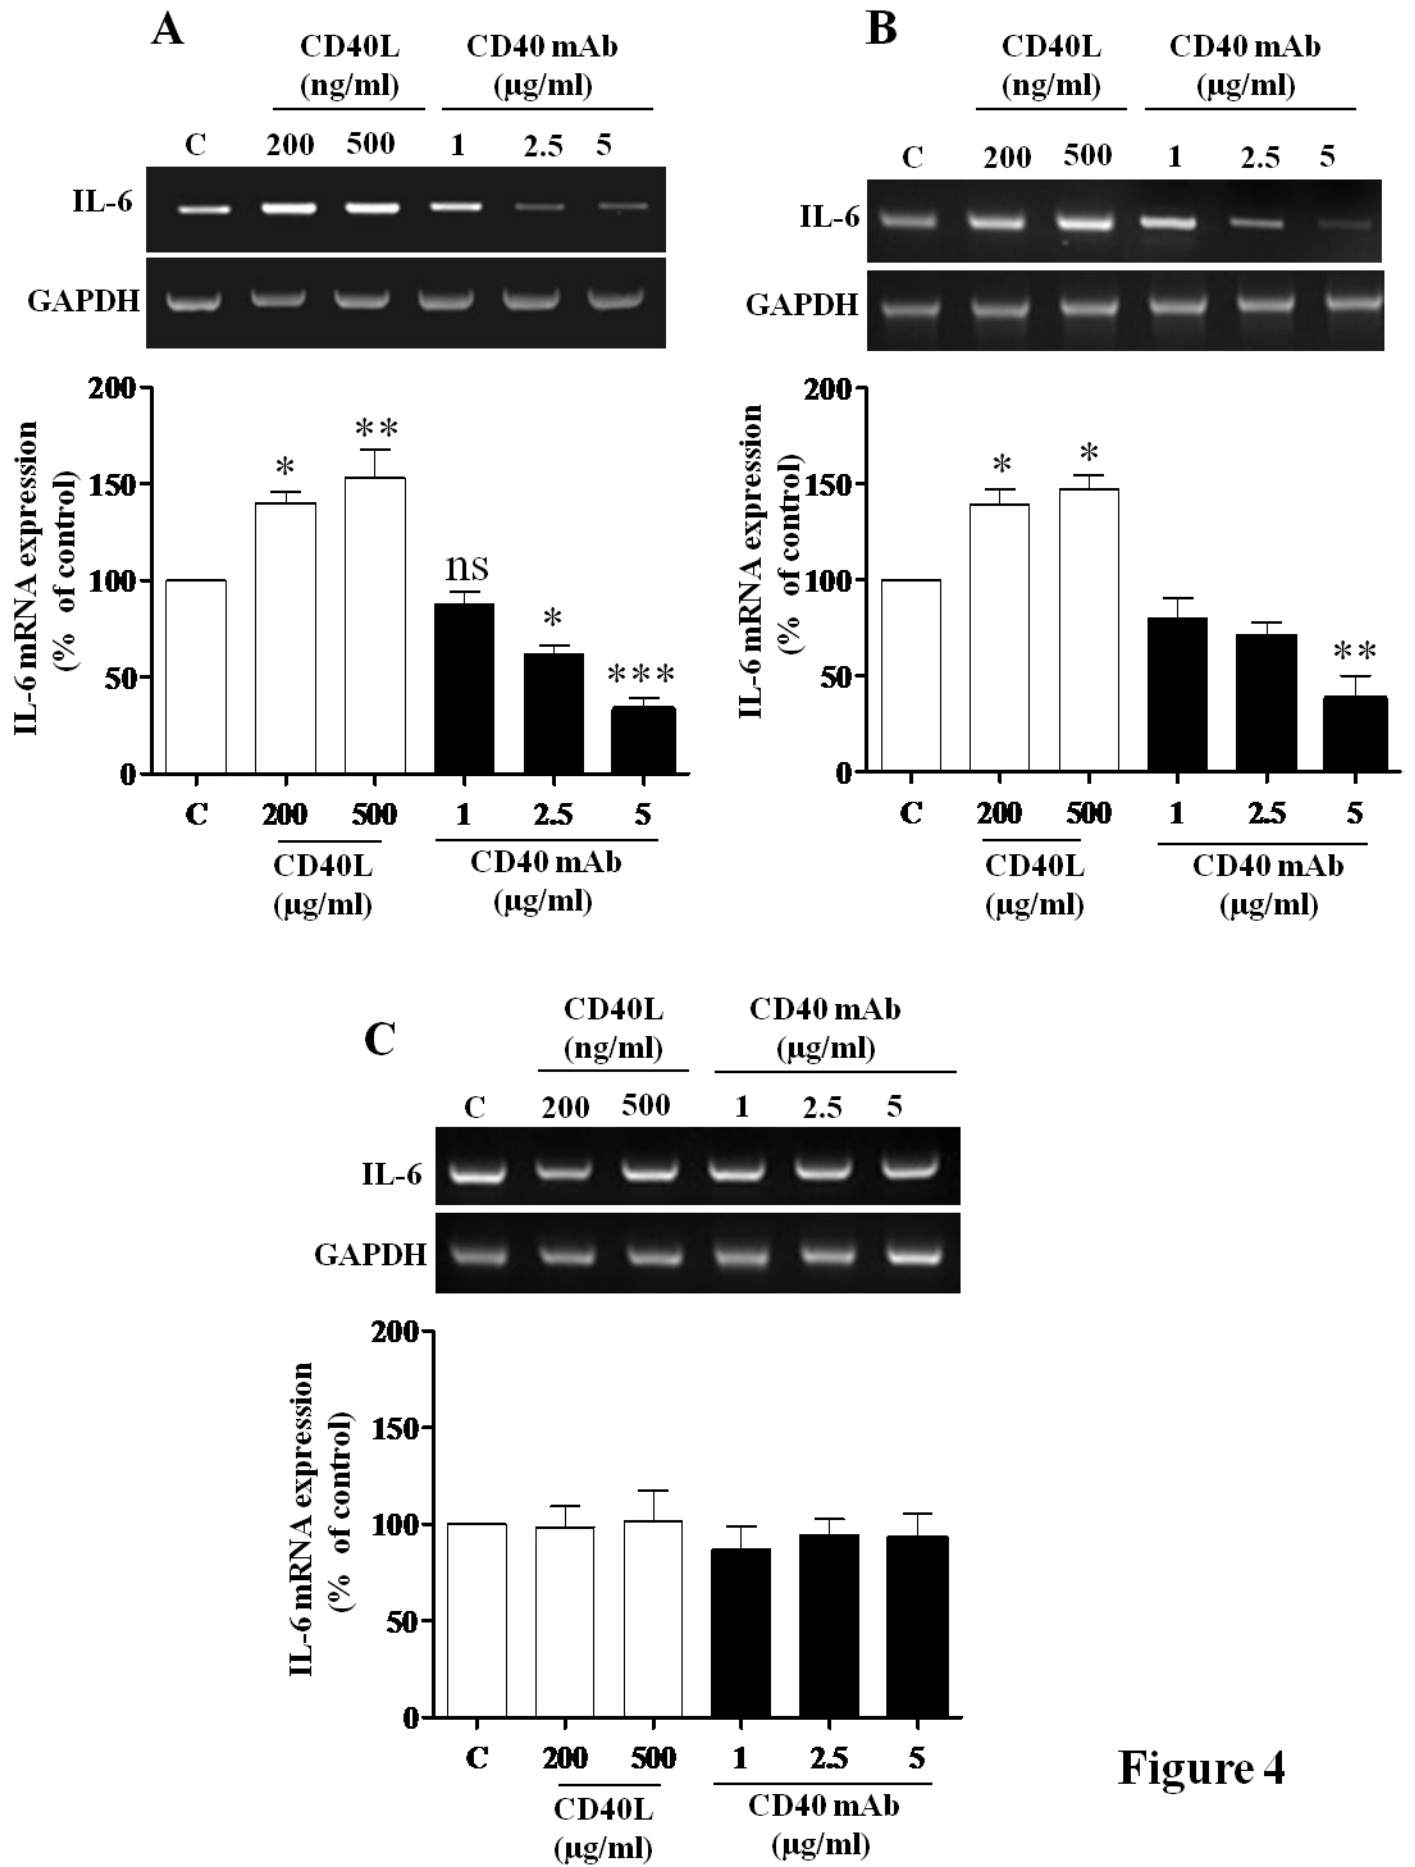 A
CD40L CD40 mAb
(ng/ml) (µg/ml)
C 200 500 1 2.5 5
IL-6
GAPDH
200
150
100
50
0
IL-6 mRNA expression
(% of control)
* ** ns * ***
C 200 500 1 2.5 5
CD40L CD40 mAb
(µg/ml) (µg/ml)
B
CD40L CD40 mAb
(ng/ml) (µg/ml)
C 200 500 1 2.5 5
IL-6
GAPDH
200
150
100
50
0
IL-6 mRNA expression
(% of control)
* * **
C 200 500 1 2.5 5
CD40L CD40 mAb
(µg/ml) (µg/ml)
C
CD40L CD40 mAb
(ng/ml) (µg/ml)
C 200 500 1 2.5 5
IL-6
GAPDH
200
150
100
50
0
IL-6 mRNA expression
(% of control)
C 200 500 1 2.5 5
CD40L CD40 mAb
(µg/ml) (µg/ml)
Figure 4